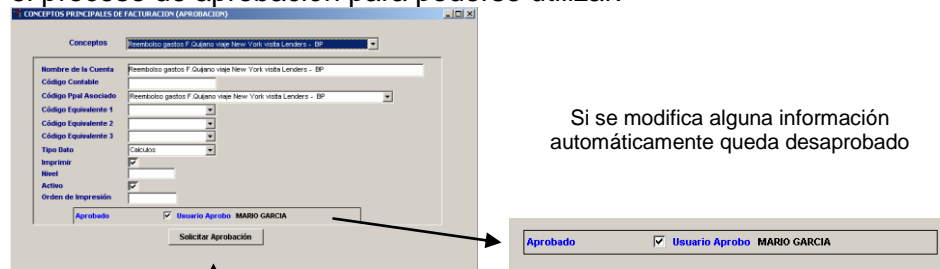 el proceso de aprobación para poderse utilizar.
CONCEPTOS PRINCIPALES DE FACTURACION (APROBACION)
Conceptos Reembolso gastos F.Quijano viaje New York visita Lenders - BP
Nombre de la Cuenta Reembolso gastos F.Quijano viaje New York visita Lenders - BP
Código Contable
Código Ppal Asociado Reembolso gastos F.Quijano viaje New York visita Lenders - BP
Código Equivalente 1
Código Equivalente 2
Código Equivalente 3
Tipo Dato Calculos
Imprimir
Nivel
Activo
Orden de Impresión
Aprobado Usuario Aprobo MARIO GARCIA
Solicitar Aprobación
Si se modifica alguna información
automáticamente queda desaprobado
Aprobado Usuario Aprobo MARIO GARCIA